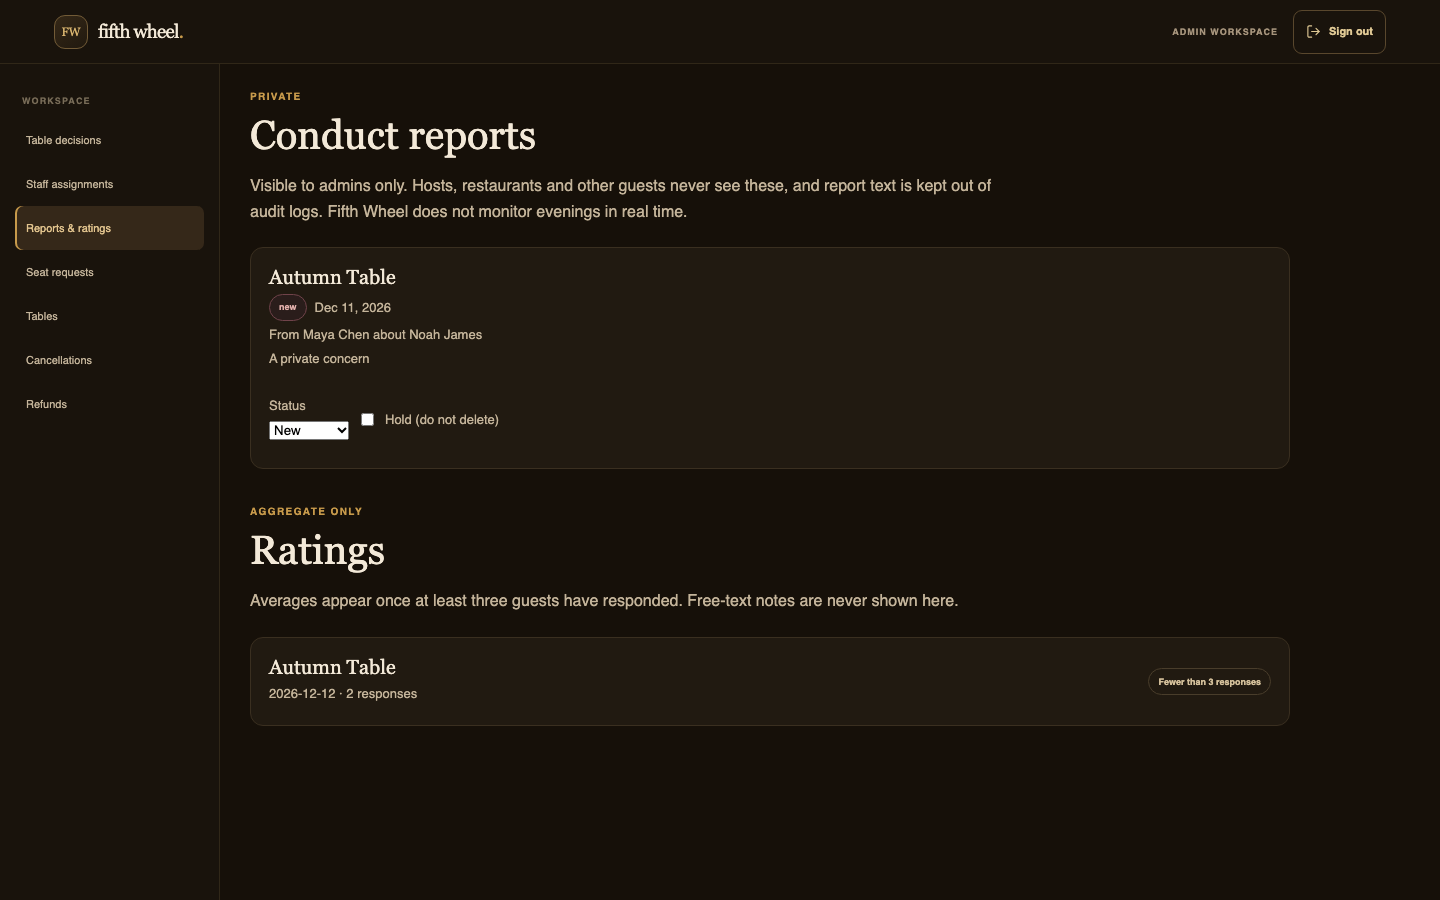 FW fifth wheel.
ADMIN WORKSPACE
Sign out
WORKSPACE
Table decisions
Staff assignments
Reports & ratings
Seat requests
Tables
Cancellations
Refunds
PRIVATE
Conduct reports
Visible to admins only. Hosts, restaurants and other guests never see these, and report text is kept out of
audit logs. Fifth Wheel does not monitor evenings in real time.
Autumn Table
new Dec 11, 2026
From Maya Chen about Noah James
A private concern
Status
New
Hold (do not delete)
AGGREGATE ONLY
Ratings
Averages appear once at least three guests have responded. Free-text notes are never shown here.
Autumn Table
2026-12-12 · 2 responses
Fewer than 3 responses